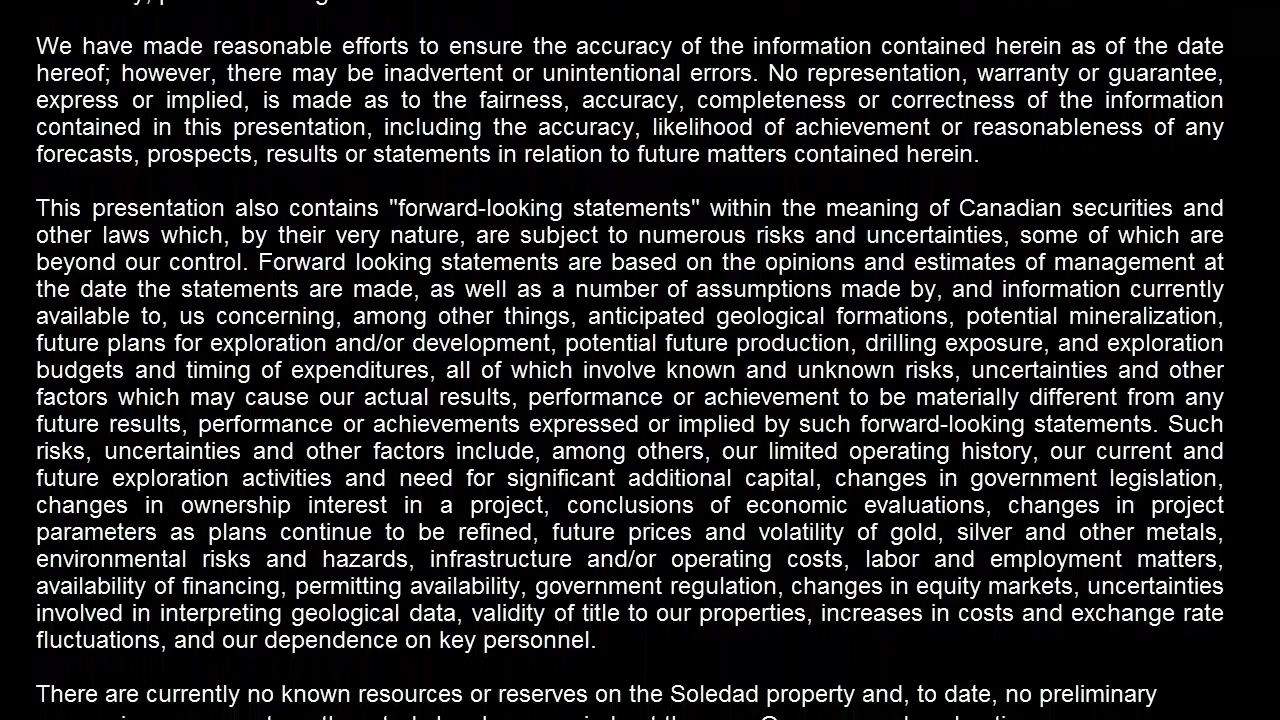 We have made reasonable efforts to ensure the accuracy of the information contained herein as of the date
hereof; however, there may be inadvertent or unintentional errors. No representation, warranty or guarantee,
express or implied, is made as to the fairness, accuracy, completeness or correctness of the information
contained in this presentation, including the accuracy, likelihood of achievement or reasonableness of any
forecasts, prospects, results or statements in relation to future matters contained herein.
This presentation also contains "forward-looking statements" within the meaning of Canadian securities and
other laws which, by their very nature, are subject to numerous risks and uncertainties, some of which are
beyond our control. Forward looking statements are based on the opinions and estimates of management at
the date the statements are made, as well as a number of assumptions made by, and information currently
available to, us concerning, among other things, anticipated geological formations, potential mineralization,
future plans for exploration and/or development, potential future production, drilling exposure, and exploration
budgets and timing of expenditures, all of which involve known and unknown risks, uncertainties and other
factors which may cause our actual results, performance or achievement to be materially different from any
future results, performance or achievements expressed or implied by such forward-looking statements. Such
risks, uncertainties and other factors include, among others, our limited operating history, our current and
future exploration activities and need for significant additional capital, changes in government legislation,
changes in ownership interest in a project, conclusions of economic evaluations, changes in project
parameters as plans continue to be refined, future prices and volatility of gold, silver and other metals,
environmental risks and hazards, infrastructure and/or operating costs, labor and employment matters,
availability of financing, permitting availability, government regulation, changes in equity markets, uncertainties
involved in interpreting geological data, validity of title to our properties, increases in costs and exchange rate
fluctuations, and our dependence on key personnel.
There are currently no known resources or reserves on the Soledad property and, to date, no preliminary